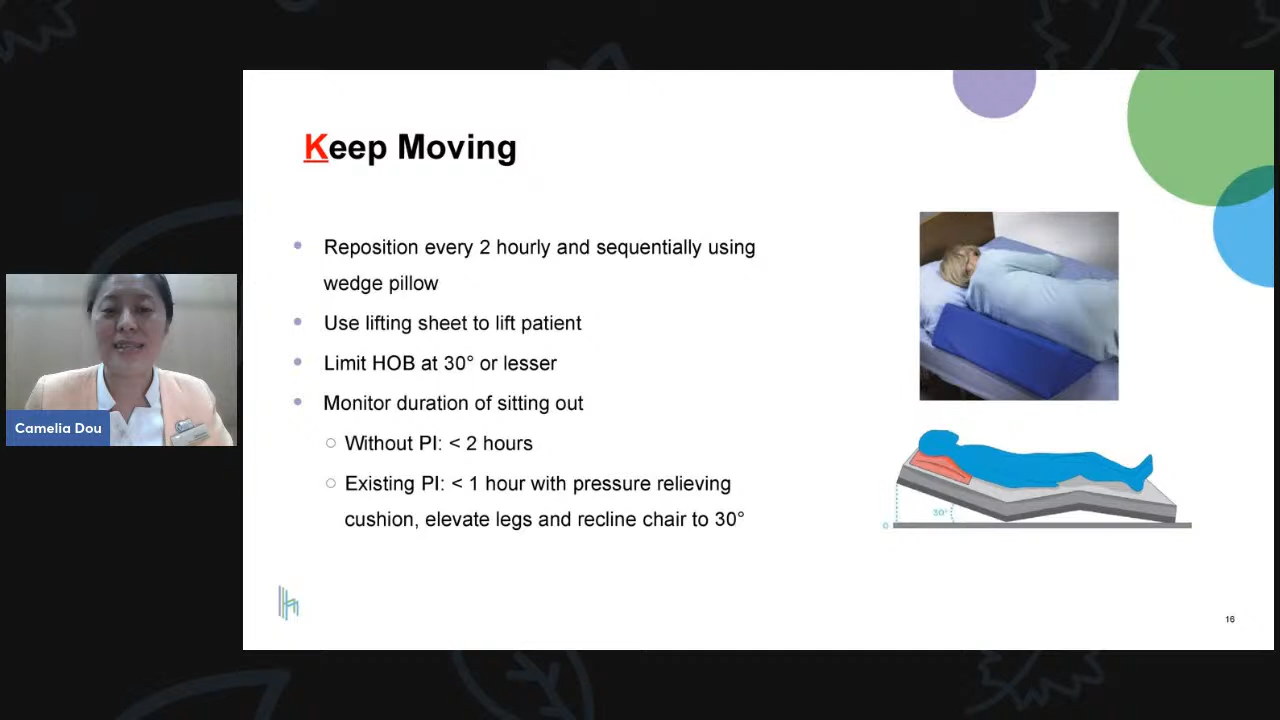 Keep Moving
Reposition every 2 hourly and sequentially using
wedge pillow
Use lifting sheet to lift patient
Limit HOB at 30° or lesser
Monitor duration of sitting out
Without PI: < 2 hours
Existing PI: < 1 hour with pressure relieving
cushion, elevate legs and recline chair to 30°
Camelia Dou
30°
0
16